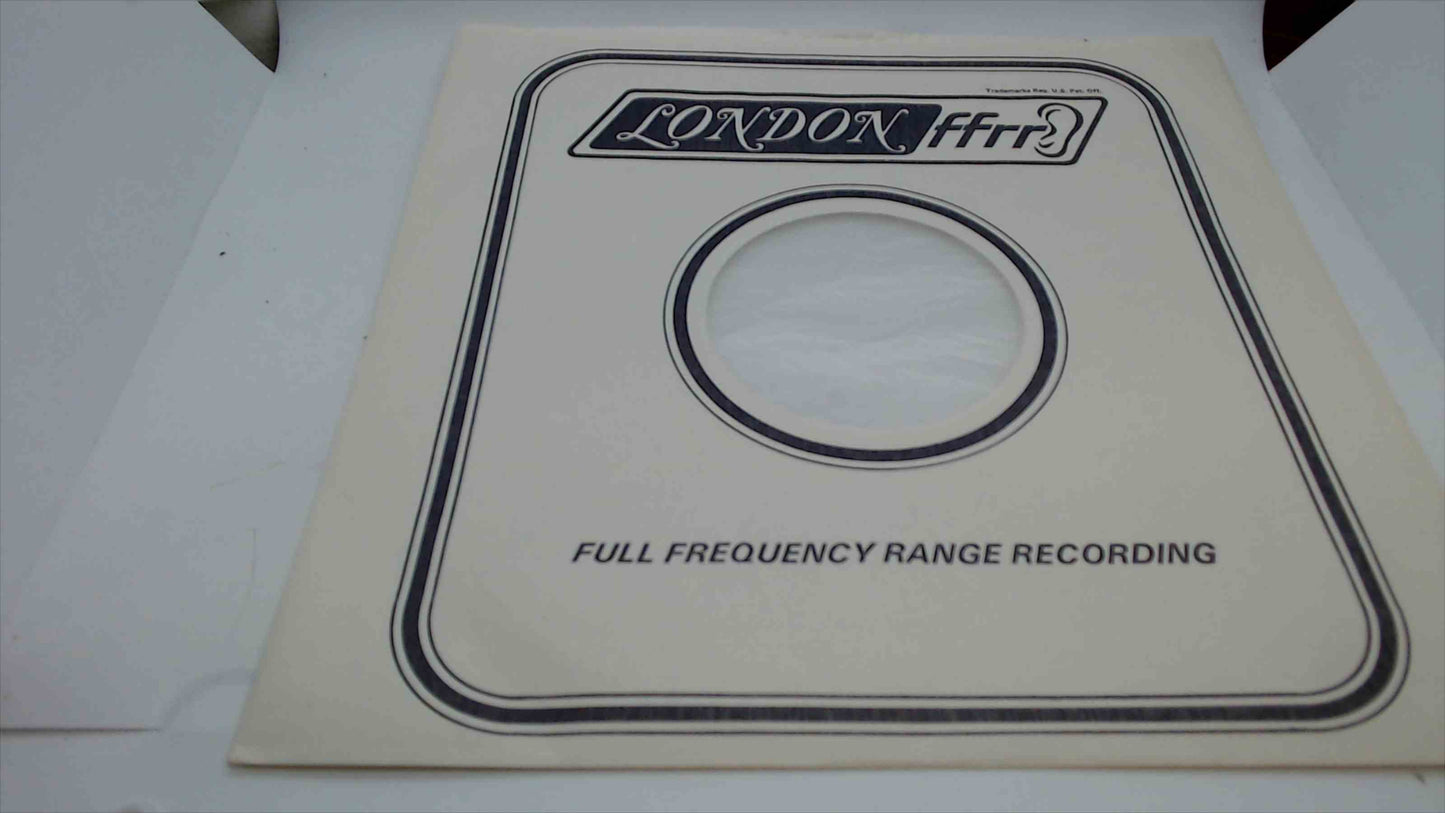 Trademarks Reg. U.S. Pat. Off.
LONDON ffrr
FULL FREQUENCY RANGE RECORDING